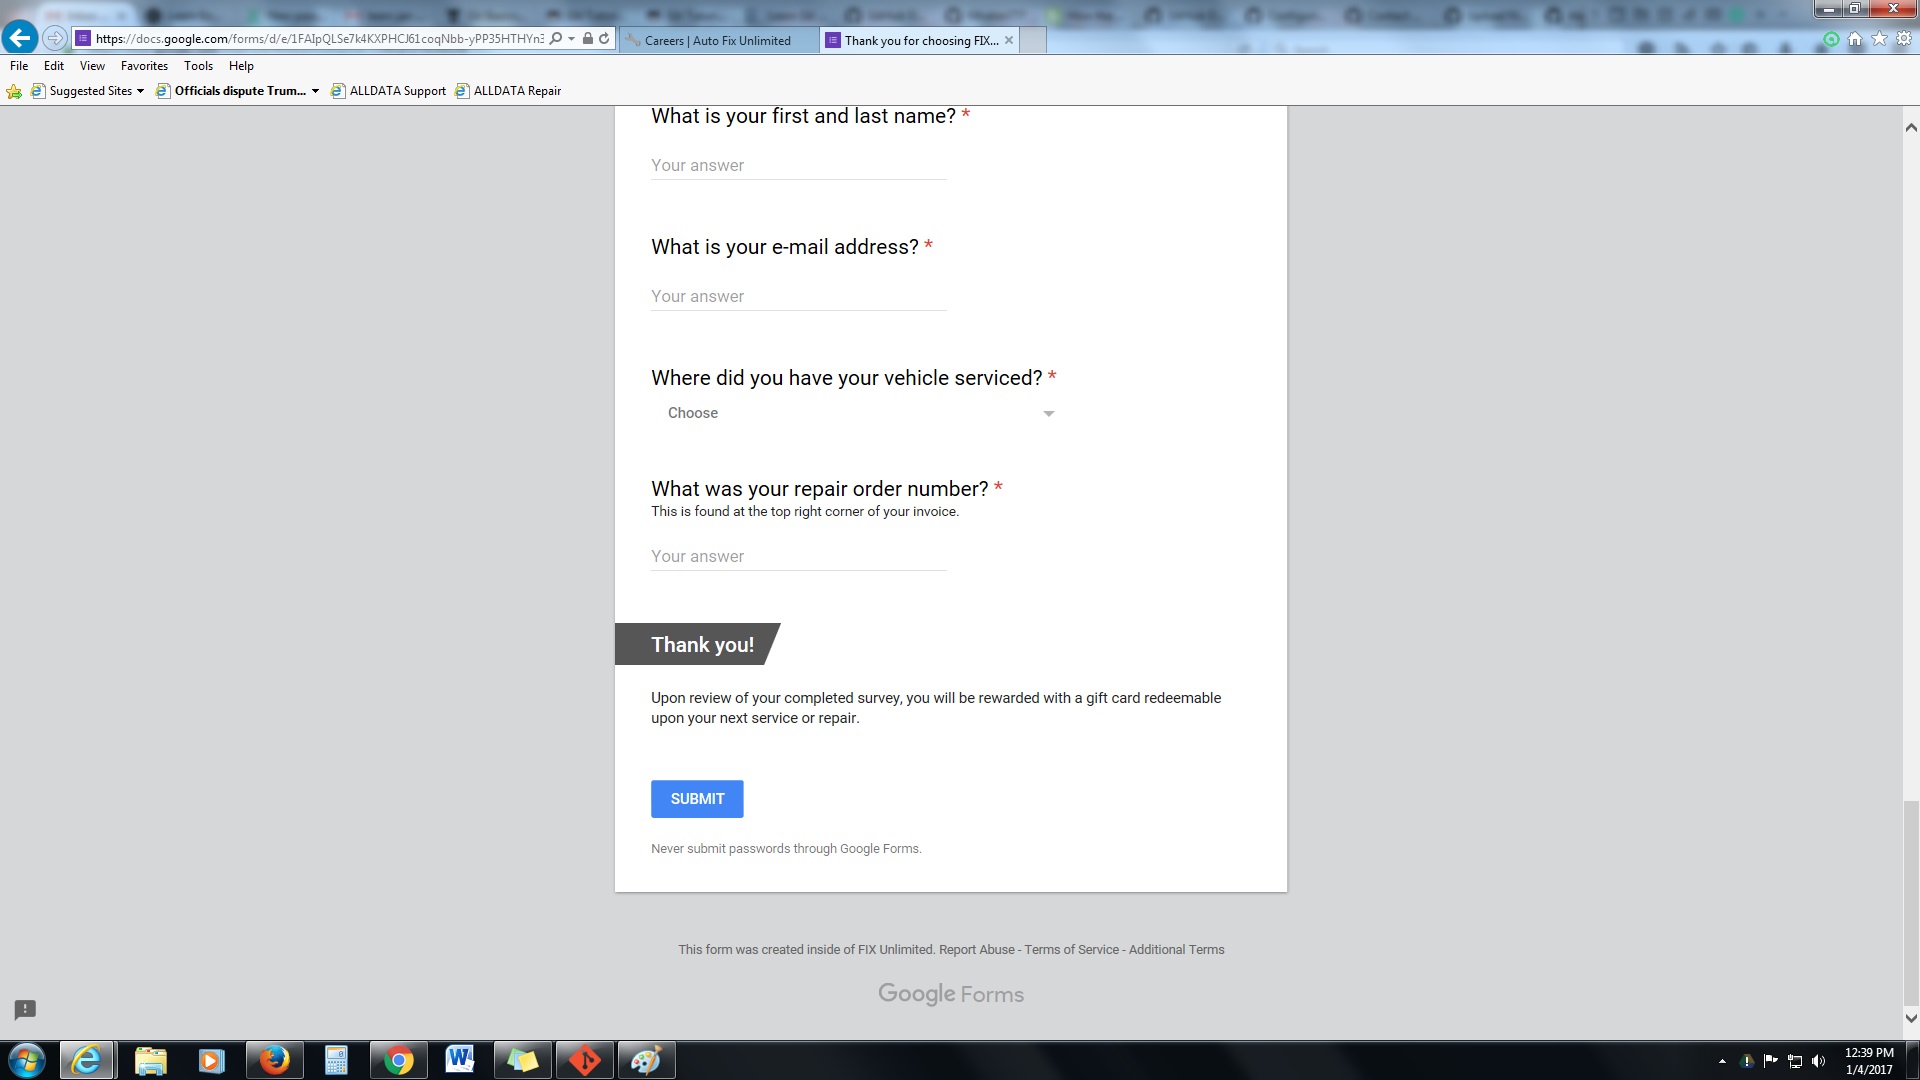 https://docs.google.com/forms/d/e/1FAIpQLSe7k4KXPHCJ61coqNbb-yPP35HTHYn3
Careers | Auto Fix Unlimited
Thank you for choosing FIX...
File Edit View Favorites Tools Help
Suggested Sites Officials dispute Trum... ALLDATA Support ALLDATA Repair
What is your first and last name? *
Your answer
What is your e-mail address? *
Your answer
Where did you have your vehicle serviced? *
Choose
What was your repair order number? *
This is found at the top right corner of your invoice.
Your answer
Thank you!
Upon review of your completed survey, you will be rewarded with a gift card redeemable
upon your next service or repair.
SUBMIT
Never submit passwords through Google Forms.
This form was created inside of FIX Unlimited. Report Abuse - Terms of Service - Additional Terms
Google Forms
12:39 PM
1/4/2017